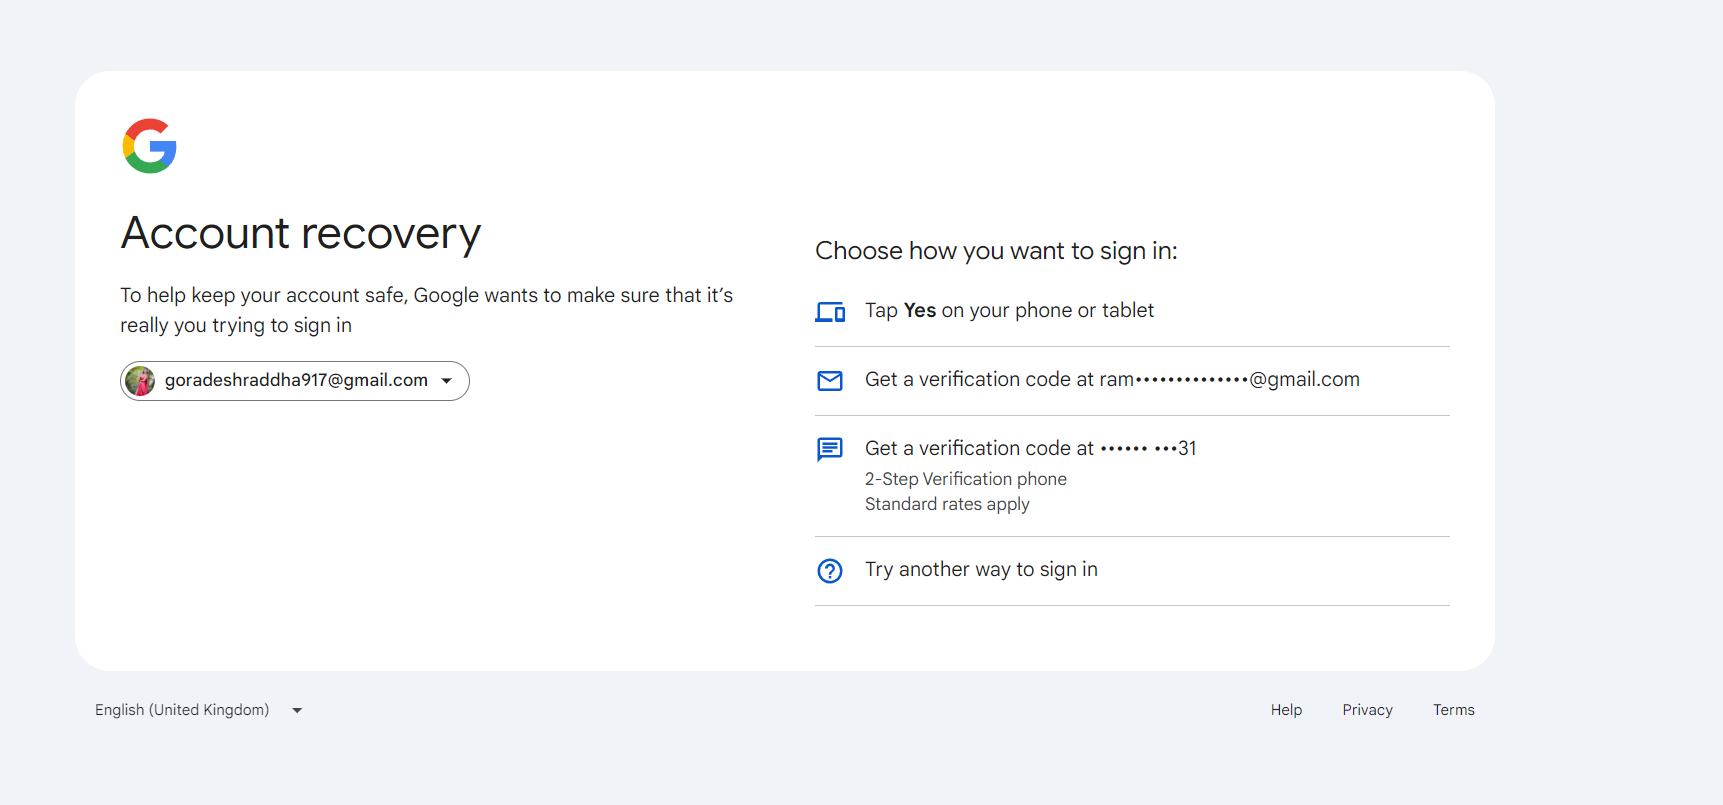 Account recovery
To help keep your account safe, Google wants to make sure that it’s
really you trying to sign in
goradeshraddha917@gmail.com
Choose how you want to sign in:
Tap Yes on your phone or tablet
Get a verification code at ram••••••••••••••@gmail.com
Get a verification code at •••••• •••31
2-Step Verification phone
Standard rates apply
Try another way to sign in
English (United Kingdom)
Help Privacy Terms